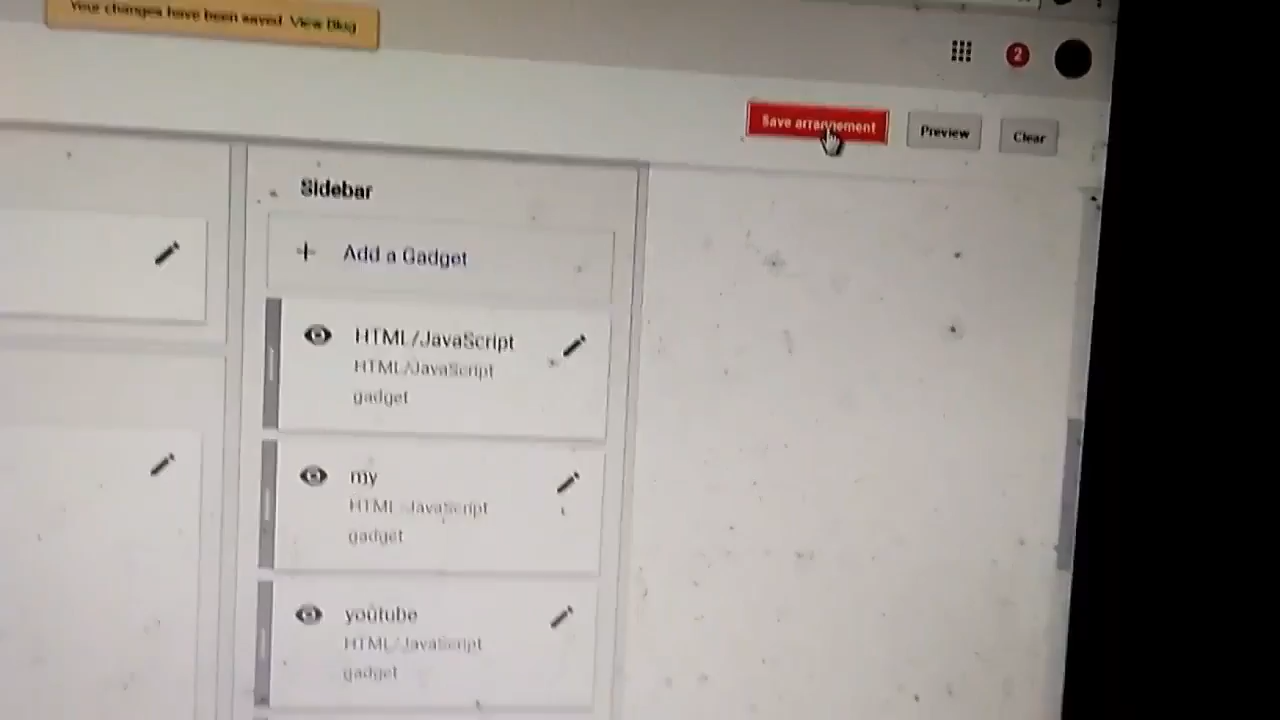 Your changes have been saved. View Blog
2
Save arrangement
Preview
Clear
Sidebar
+ Add a Gadget
HTML/JavaScript
HTML/JavaScript
gadget
my
HTML/JavaScript
gadget
youtube
HTML/JavaScript
gadget